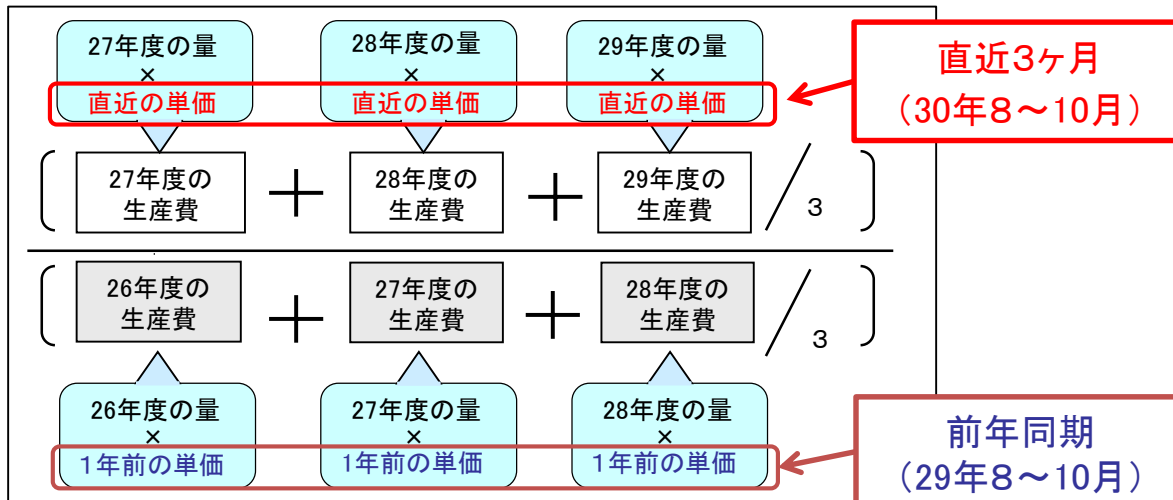 27年度の量
×
直近の単価
28年度の量
×
直近の単価
29年度の量
×
直近の単価
直近3ヶ月
(30年8～10月)
27年度の
生産費
＋
28年度の
生産費
＋
29年度の
生産費
／
3
26年度の
生産費
＋
27年度の
生産費
＋
28年度の
生産費
／
3
26年度の量
×
1年前の単価
27年度の量
×
1年前の単価
28年度の量
×
1年前の単価
前年同期
(29年8～10月)